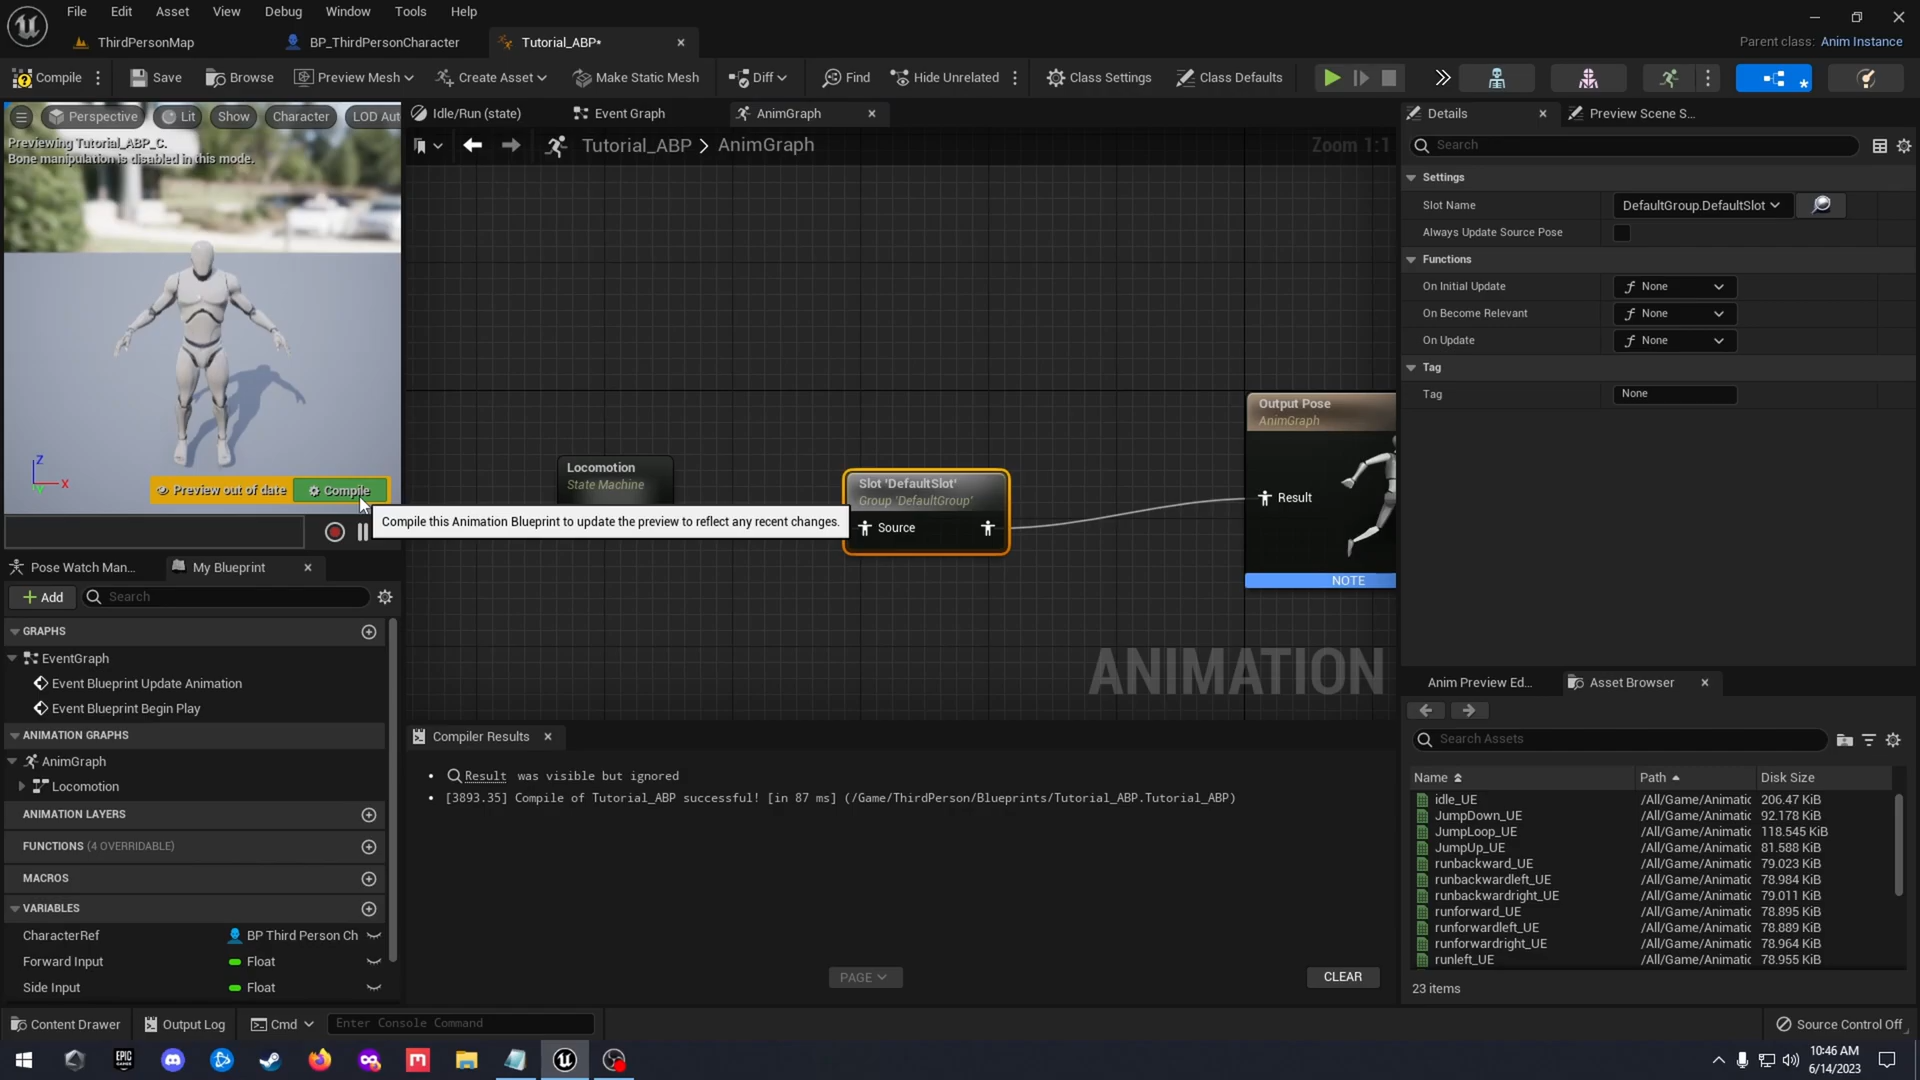 File Edit Asset View Debug Window Tools Help
ThirdPersonMap BP_ThirdPersonCharacter Tutorial_ABP*
Parent class: Anim Instance
Compile Save Browse Preview Mesh Create Asset Make Static Mesh Diff Find Hide Unrelated Class Settings Class Defaults
Perspective Lit Show Character LOD Aut
Previewing Tutorial_ABP_C.
Bone manipulation is disabled in this mode.
Z
X
Preview out of date Compile
Compile this Animation Blueprint to update the preview to reflect any recent changes.
Idle/Run (state) Event Graph AnimGraph
Tutorial_ABP > AnimGraph Zoom 1:1
Locomotion
State Machine
Slot 'DefaultSlot'
Group 'DefaultGroup'
Source
Output Pose
AnimGraph
Result
NOTE
ANIMATION
Pose Watch Man... My Blueprint
+ Add Search
GRAPHS
EventGraph
Event Blueprint Update Animation
Event Blueprint Begin Play
ANIMATION GRAPHS
AnimGraph
Locomotion
ANIMATION LAYERS
FUNCTIONS (4 OVERRIDABLE)
MACROS
VARIABLES
CharacterRef BP Third Person Ch
Forward Input Float
Side Input Float
Compiler Results
Result was visible but ignored
[3893.35] Compile of Tutorial_ABP successful! [in 87 ms] (/Game/ThirdPerson/Blueprints/Tutorial_ABP.Tutorial_ABP)
PAGE CLEAR
Details Preview Scene S...
Search
Settings
Slot Name DefaultGroup.DefaultSlot
Always Update Source Pose
Functions
On Initial Update None
On Become Relevant None
On Update None
Tag
Tag None
Anim Preview Ed... Asset Browser
Search Assets
Name Path Disk Size
idle_UE /All/Game/Animatic 206.47 KiB
JumpDown_UE /All/Game/Animatic 92.178 KiB
JumpLoop_UE /All/Game/Animatic 118.545 KiB
JumpUp_UE /All/Game/Animatic 81.588 KiB
runbackward_UE /All/Game/Animatic 79.023 KiB
runbackwardleft_UE /All/Game/Animatic 78.984 KiB
runbackwardright_UE /All/Game/Animatic 79.011 KiB
runforward_UE /All/Game/Animatic 78.895 KiB
runforwardleft_UE /All/Game/Animatic 78.889 KiB
runforwardright_UE /All/Game/Animatic 78.964 KiB
runleft_UE /All/Game/Animatic 78.955 KiB
23 items
Content Drawer Output Log Cmd Enter Console Command Source Control Off
EPIC GAMES
10:46 AM
6/14/2023